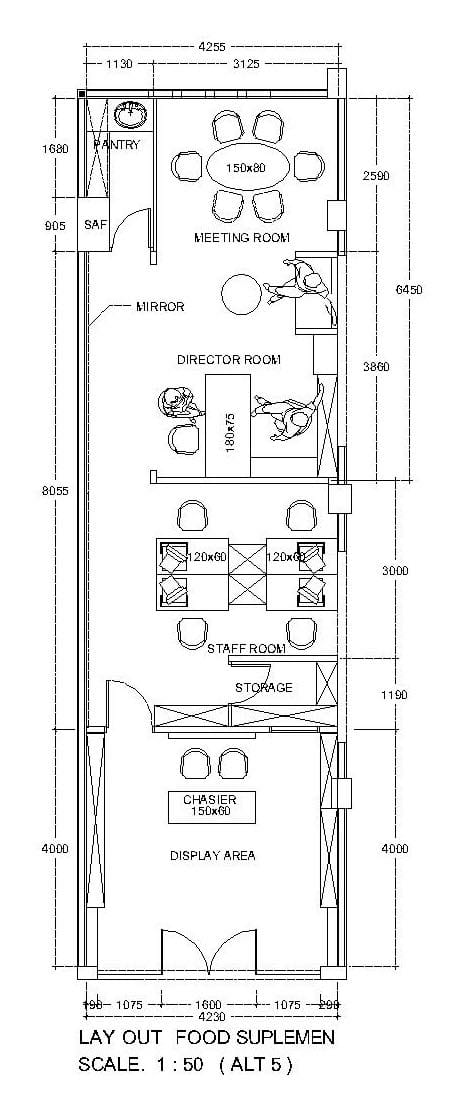 4255
1130 3125
PANTRY
1680
150x80
2590
905
SAF
MEETING ROOM
MIRROR
6450
DIRECTOR ROOM
3860
180x75
8055
120x60 120x60
3000
STAFF ROOM
STORAGE
1190
CHASIER
150x60
4000
DISPLAY AREA
4000
190 1075 1600 1075 290
4230
LAY OUT FOOD SUPLEMEN
SCALE. 1 : 50 ( ALT 5 )